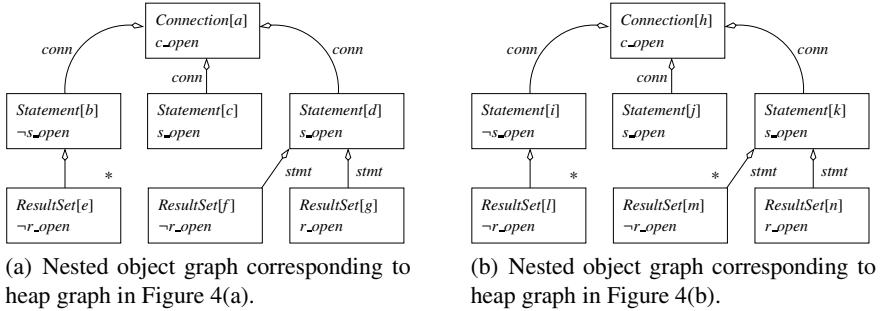 Connection[a]
c_open
conn
conn
conn
Statement[b]
¬s_open
Statement[c]
s_open
Statement[d]
s_open
*
stmt
stmt
ResultSet[e]
¬r_open
ResultSet[f]
¬r_open
ResultSet[g]
r_open
(a) Nested object graph corresponding to
heap graph in Figure 4(a).
Connection[h]
c_open
conn
conn
conn
Statement[i]
¬s_open
Statement[j]
s_open
Statement[k]
s_open
*
*
stmt
stmt
ResultSet[l]
¬r_open
ResultSet[m]
¬r_open
ResultSet[n]
r_open
(b) Nested object graph corresponding to
heap graph in Figure 4(b).